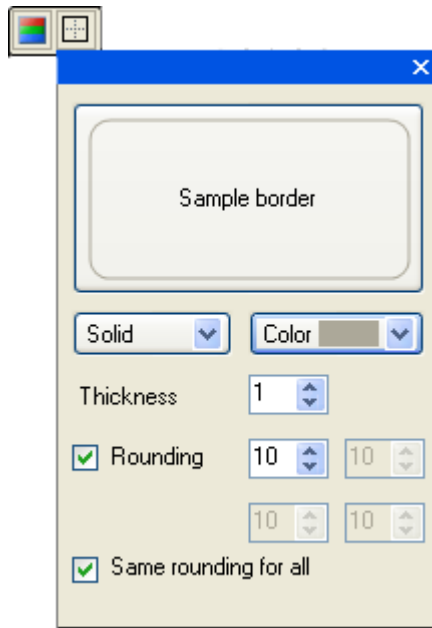 Sample border
Solid
Color
Thickness 1
Rounding 10 10
10 10
Same rounding for all